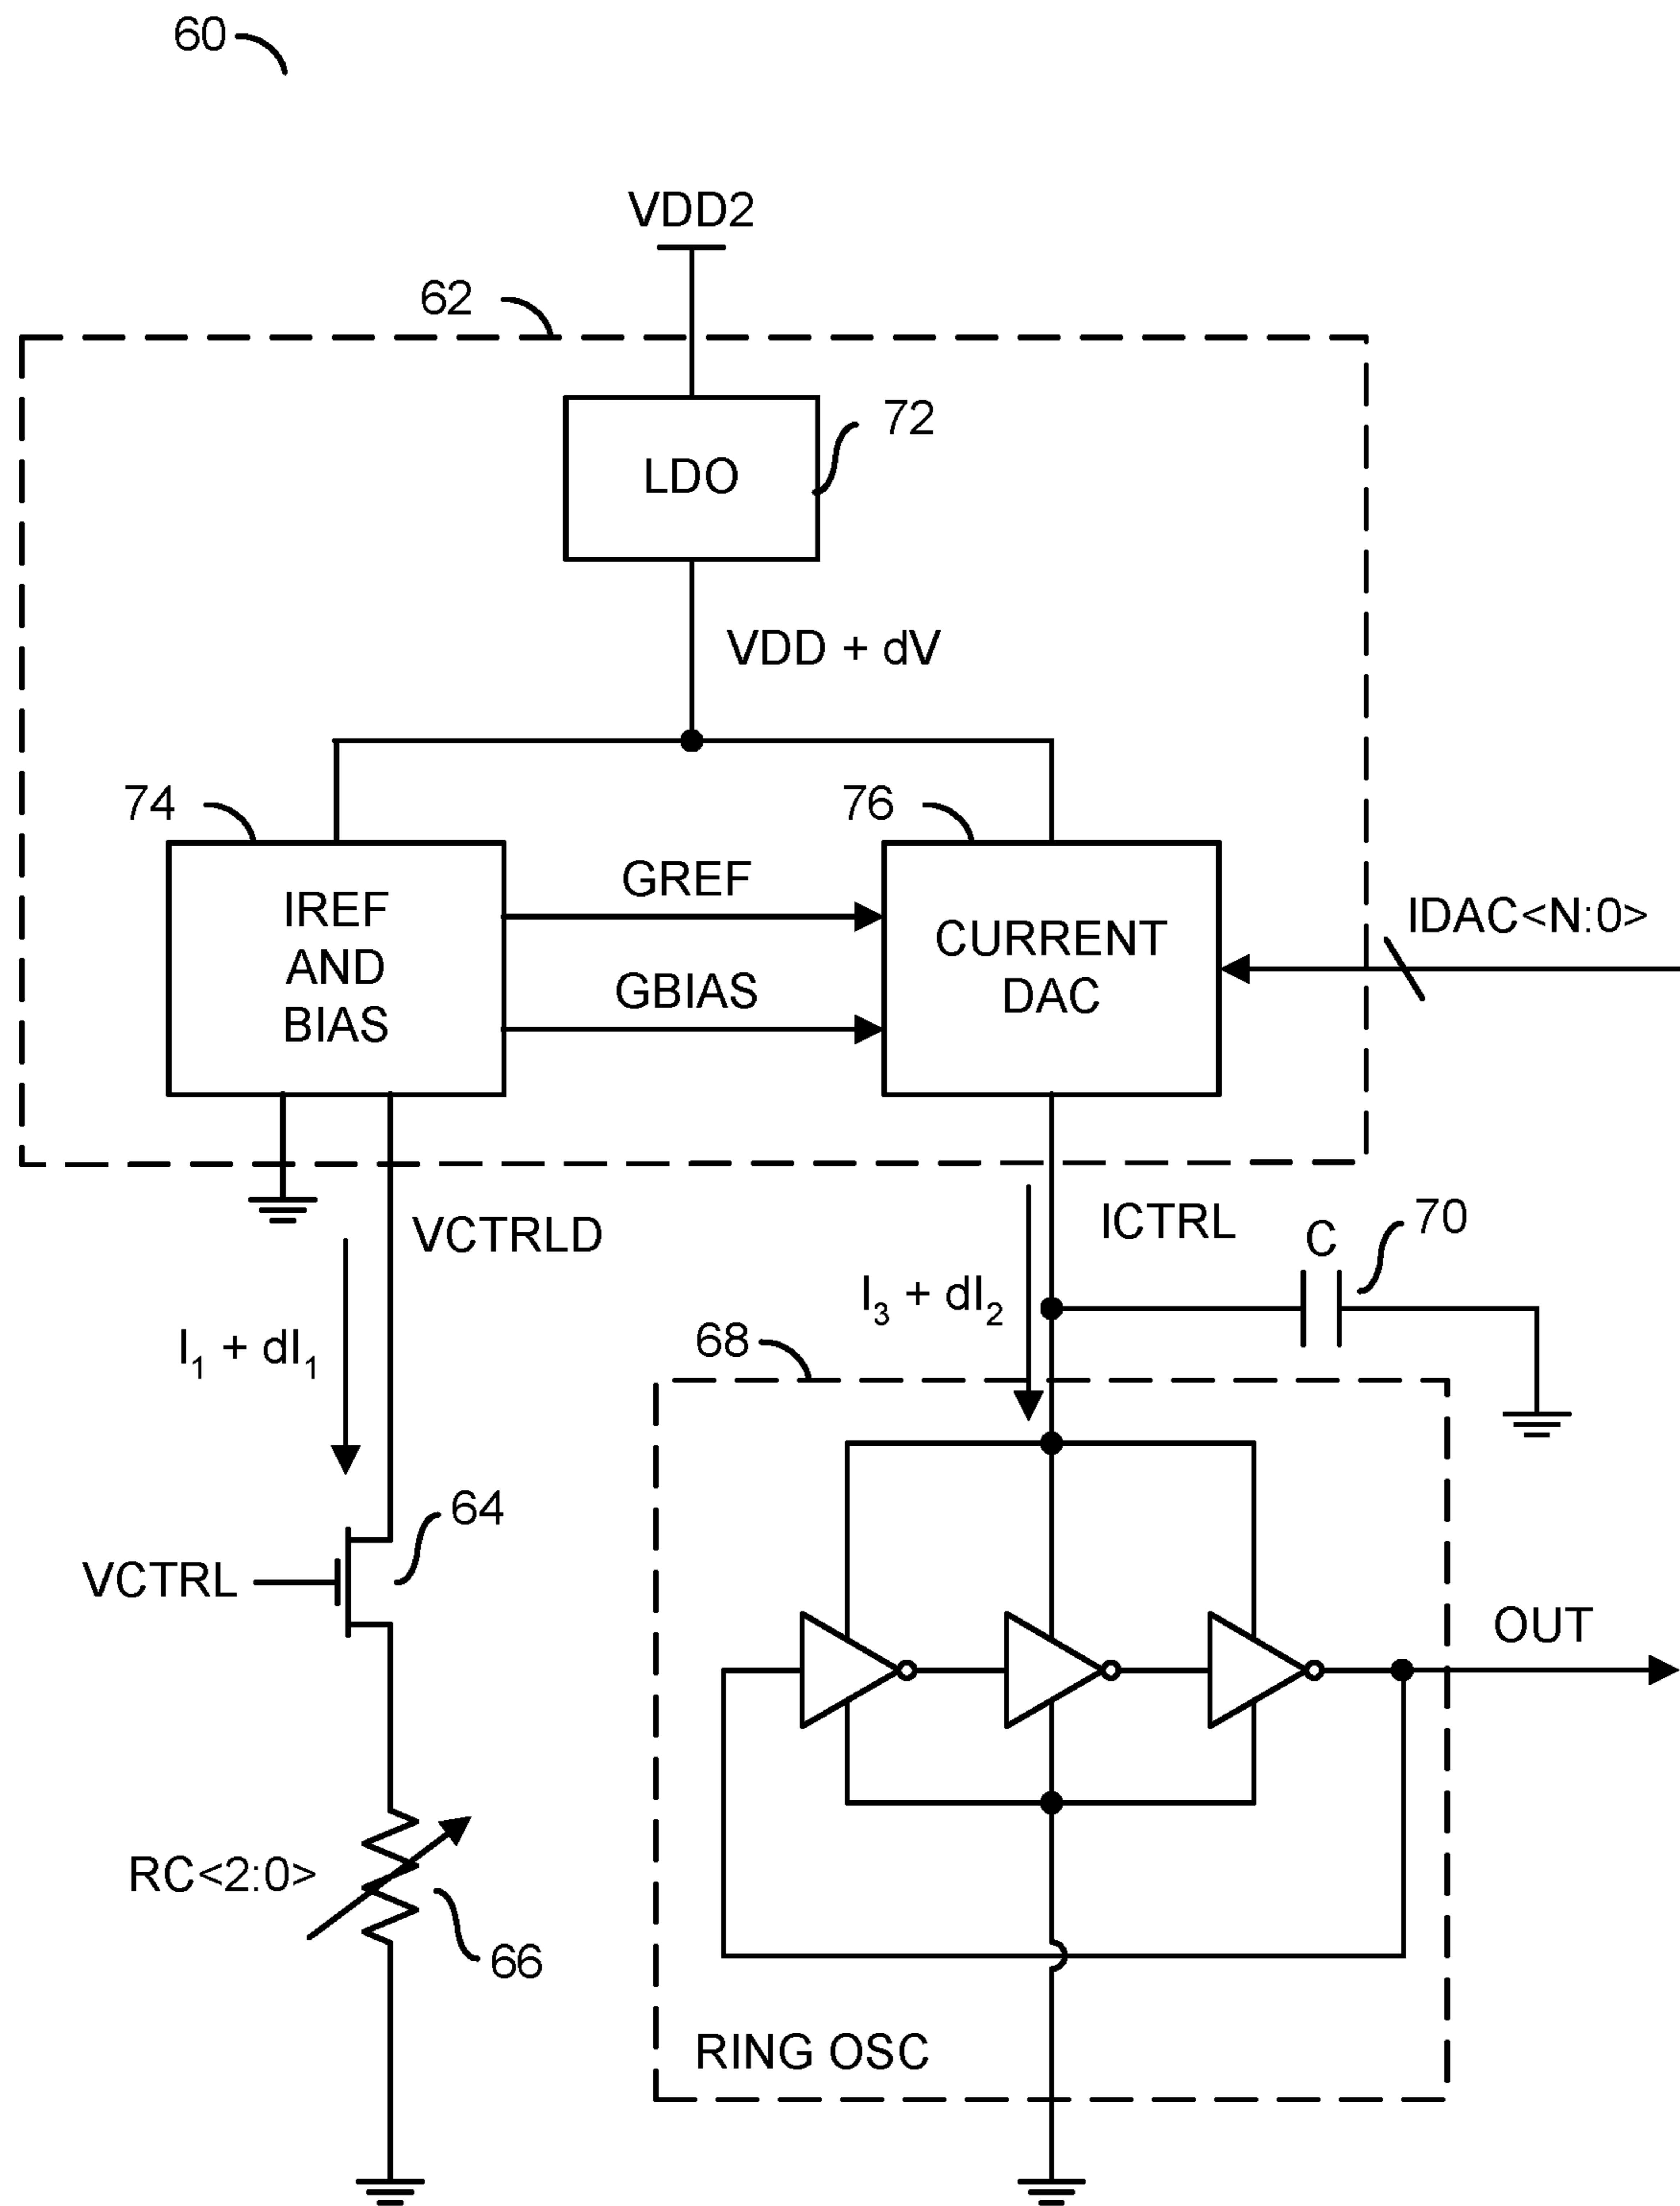 60
VDD2
62
72
LDO
VDD + dV
74
76
IREF
AND
BIAS
GREF
GBIAS
CURRENT
DAC
IDAC<N:0>
VCTRLD
ICTRL
C
70
I₁ + dI₁
I₃ + dI₂
68
64
VCTRL
OUT
RC<2:0>
66
RING OSC